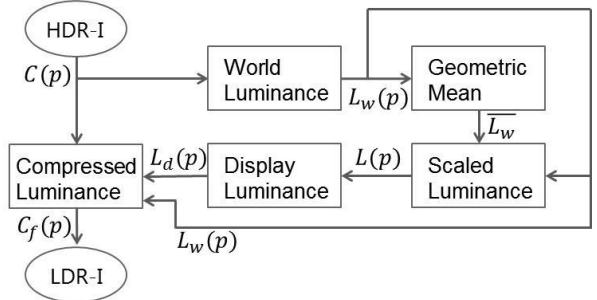 HDR-I
C(p)
World
Luminance
L_w(p)
Geometric
Mean
\overline{L_w}
Compressed
Luminance
L_d(p)
Display
Luminance
L(p)
Scaled
Luminance
C_f(p)
L_w(p)
LDR-I